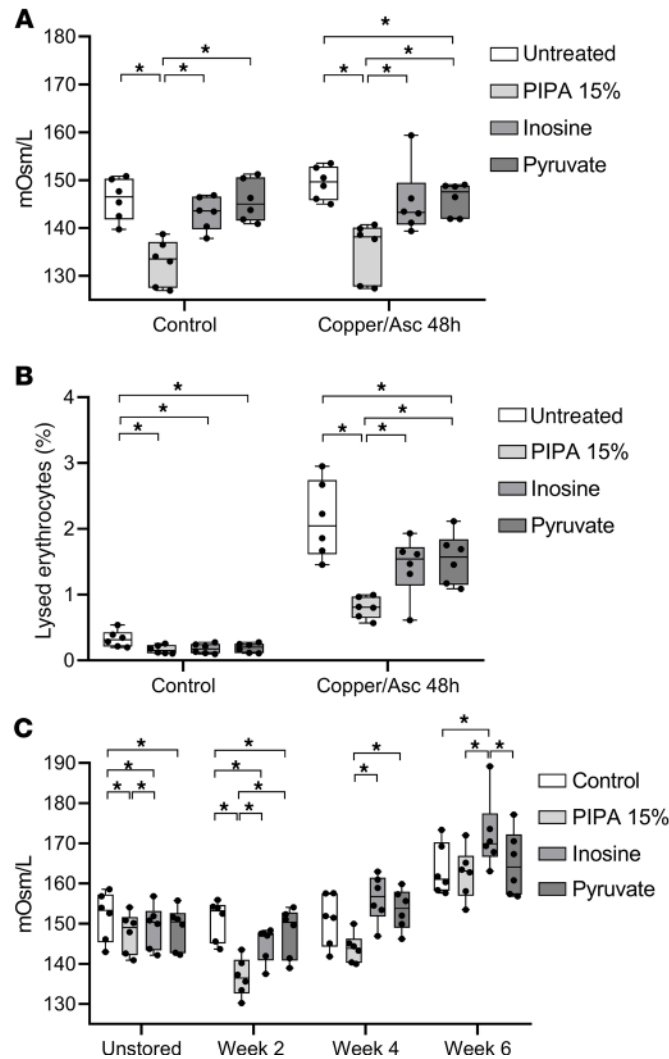 A
180
170
160
150
140
130
mOsm/L
* * * *
* * * * *
Untreated
PIPA 15%
Inosine
Pyruvate
Control Copper/Asc 48h
B
4
3
2
1
0
Lysed erythrocytes (%)
* * *
* * * *
Untreated
PIPA 15%
Inosine
Pyruvate
Control Copper/Asc 48h
C
190
180
170
160
150
140
130
mOsm/L
* * * *
* * * * *
* *
* * *
Control
PIPA 15%
Inosine
Pyruvate
Unstored Week 2 Week 4 Week 6